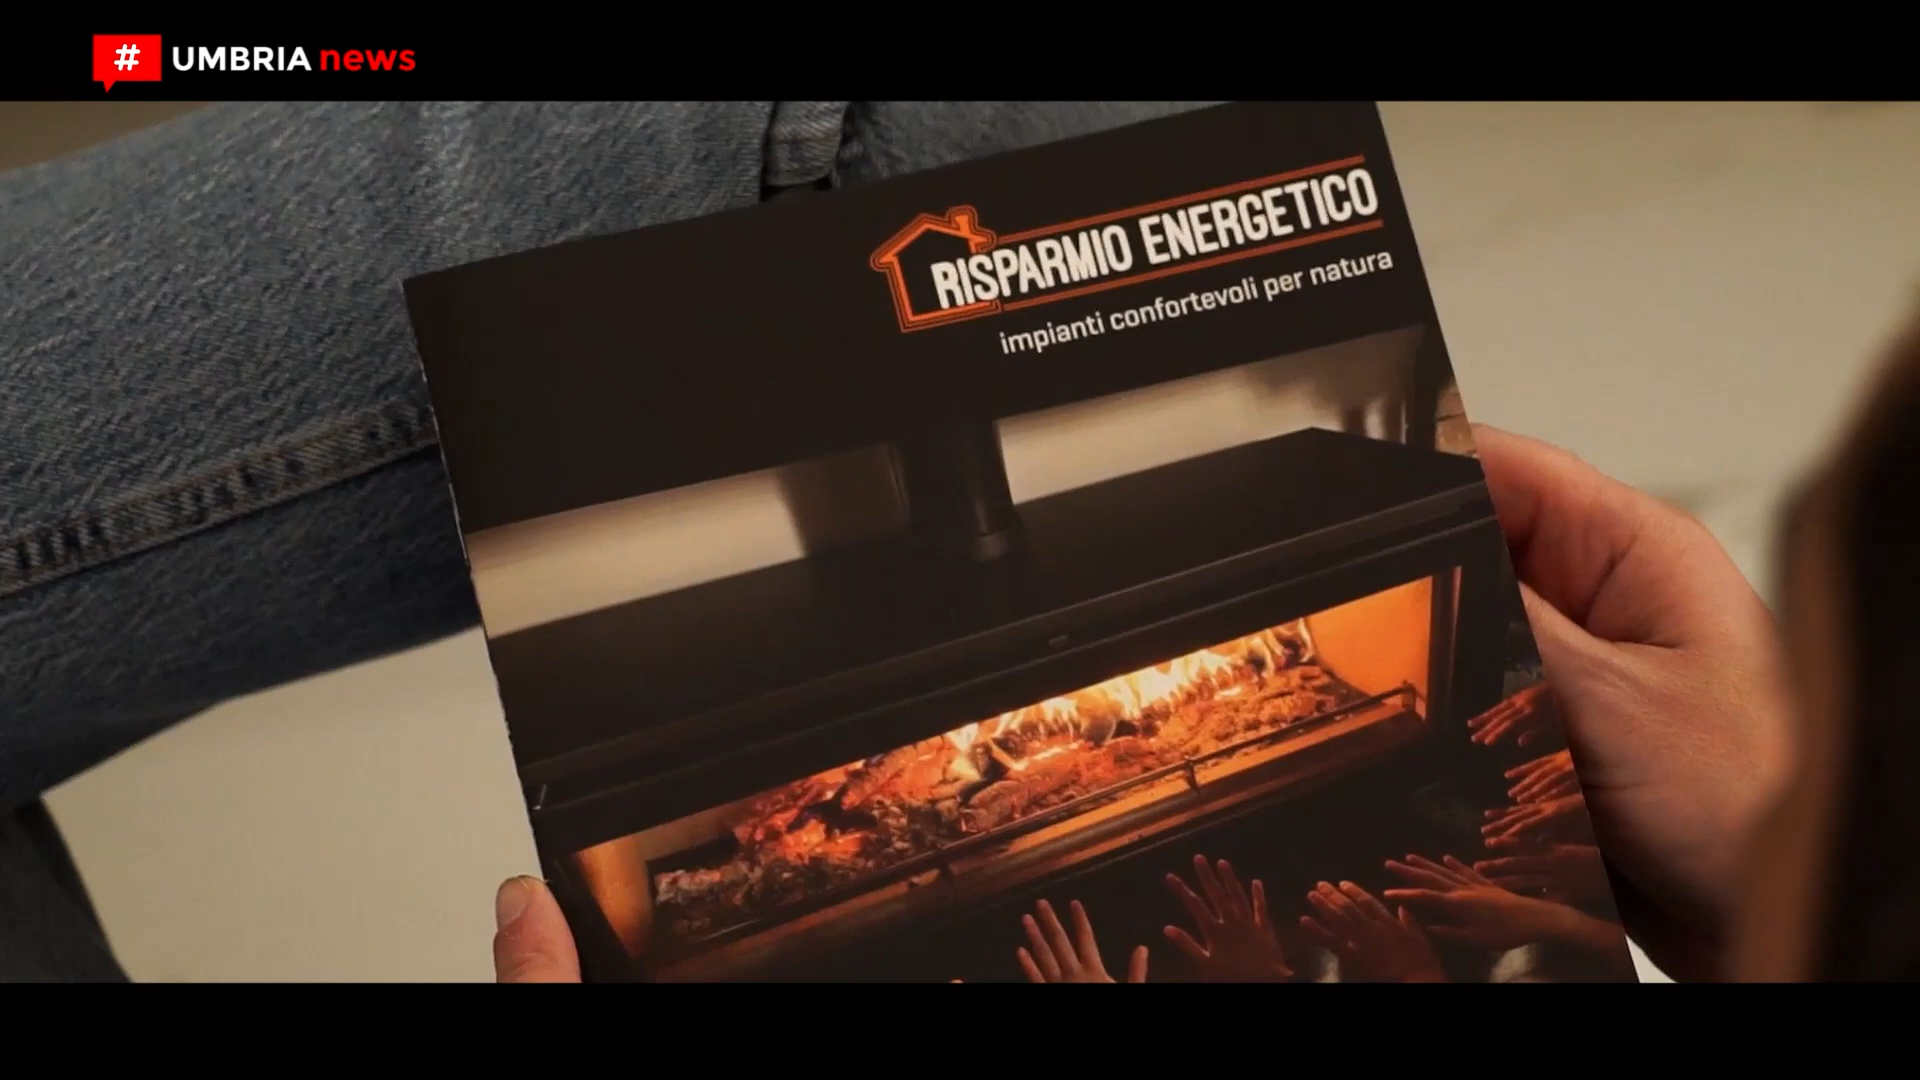 # UMBRIA news
RISPARMIO ENERGETICO
impianti confortevoli per natura